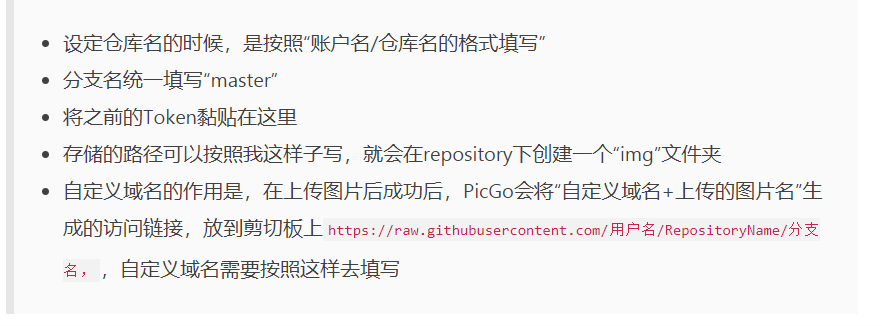 设定仓库名的时候，是按照“账户名/仓库名的格式填写”
分支名统一填写“master”
将之前的Token黏贴在这里
存储的路径可以按照我这样子写，就会在repository下创建一个“img”文件夹
自定义域名的作用是，在上传图片后成功后，PicGo会将“自定义域名+上传的图片名”生
成的访问链接，放到剪切板上https://raw.githubusercontent.com/用户名/RepositoryName/分支
名，，自定义域名需要按照这样去填写